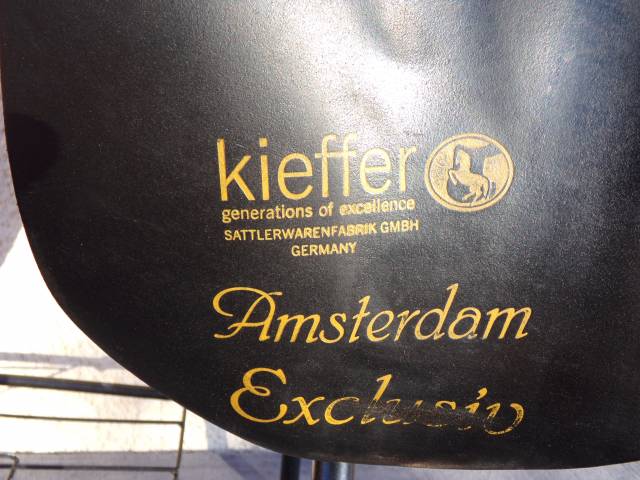 kieffer
generations of excellence
SATTLERWARENFABRIK GMBH
GERMANY
Amsterdam
Exclusiv